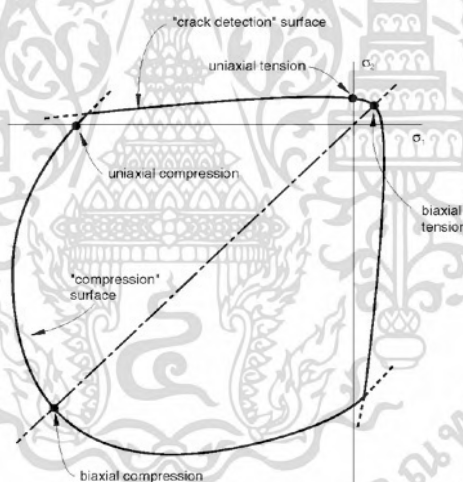 "crack detection" surface
uniaxial tension
σ₂
σ₁
uniaxial compression
biaxial
tension
"compression"
surface
biaxial compression